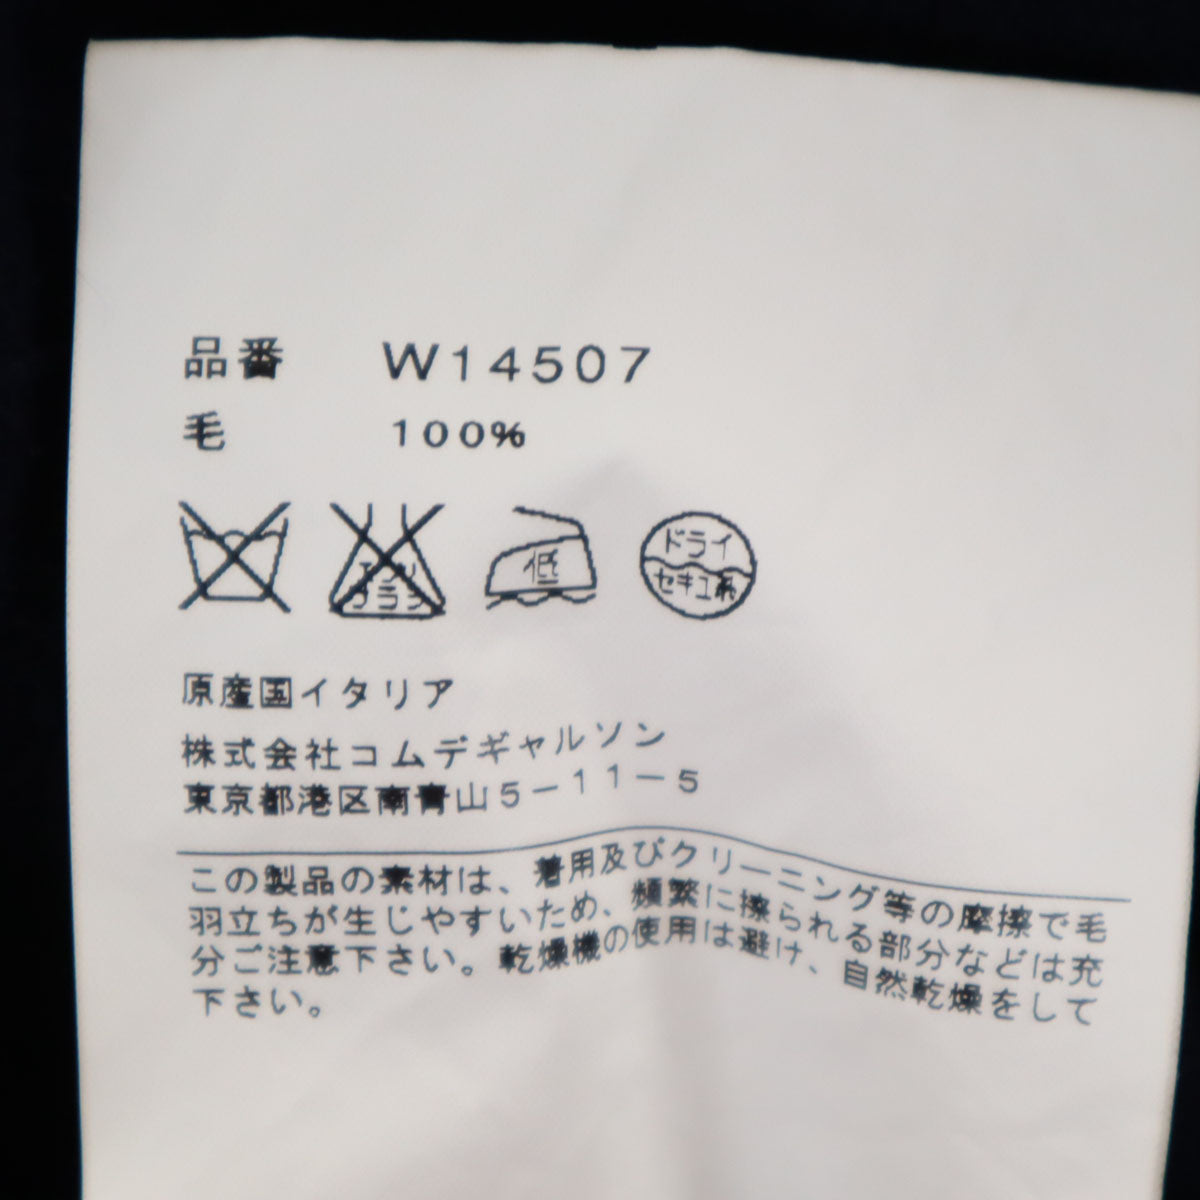 品番 W14507
毛 100%
エンソ
フラシ
低
ドライ
セキユ系
原産国イタリア
株式会社コムデギャルソン
東京都港区南青山5-11-5
この製品の素材は、着用及びクリーニング等の摩擦で毛
羽立ちが生じやすいため、頻繁に擦られる部分などは充
分ご注意下さい。乾燥機の使用は避け、自然乾燥をして
下さい。